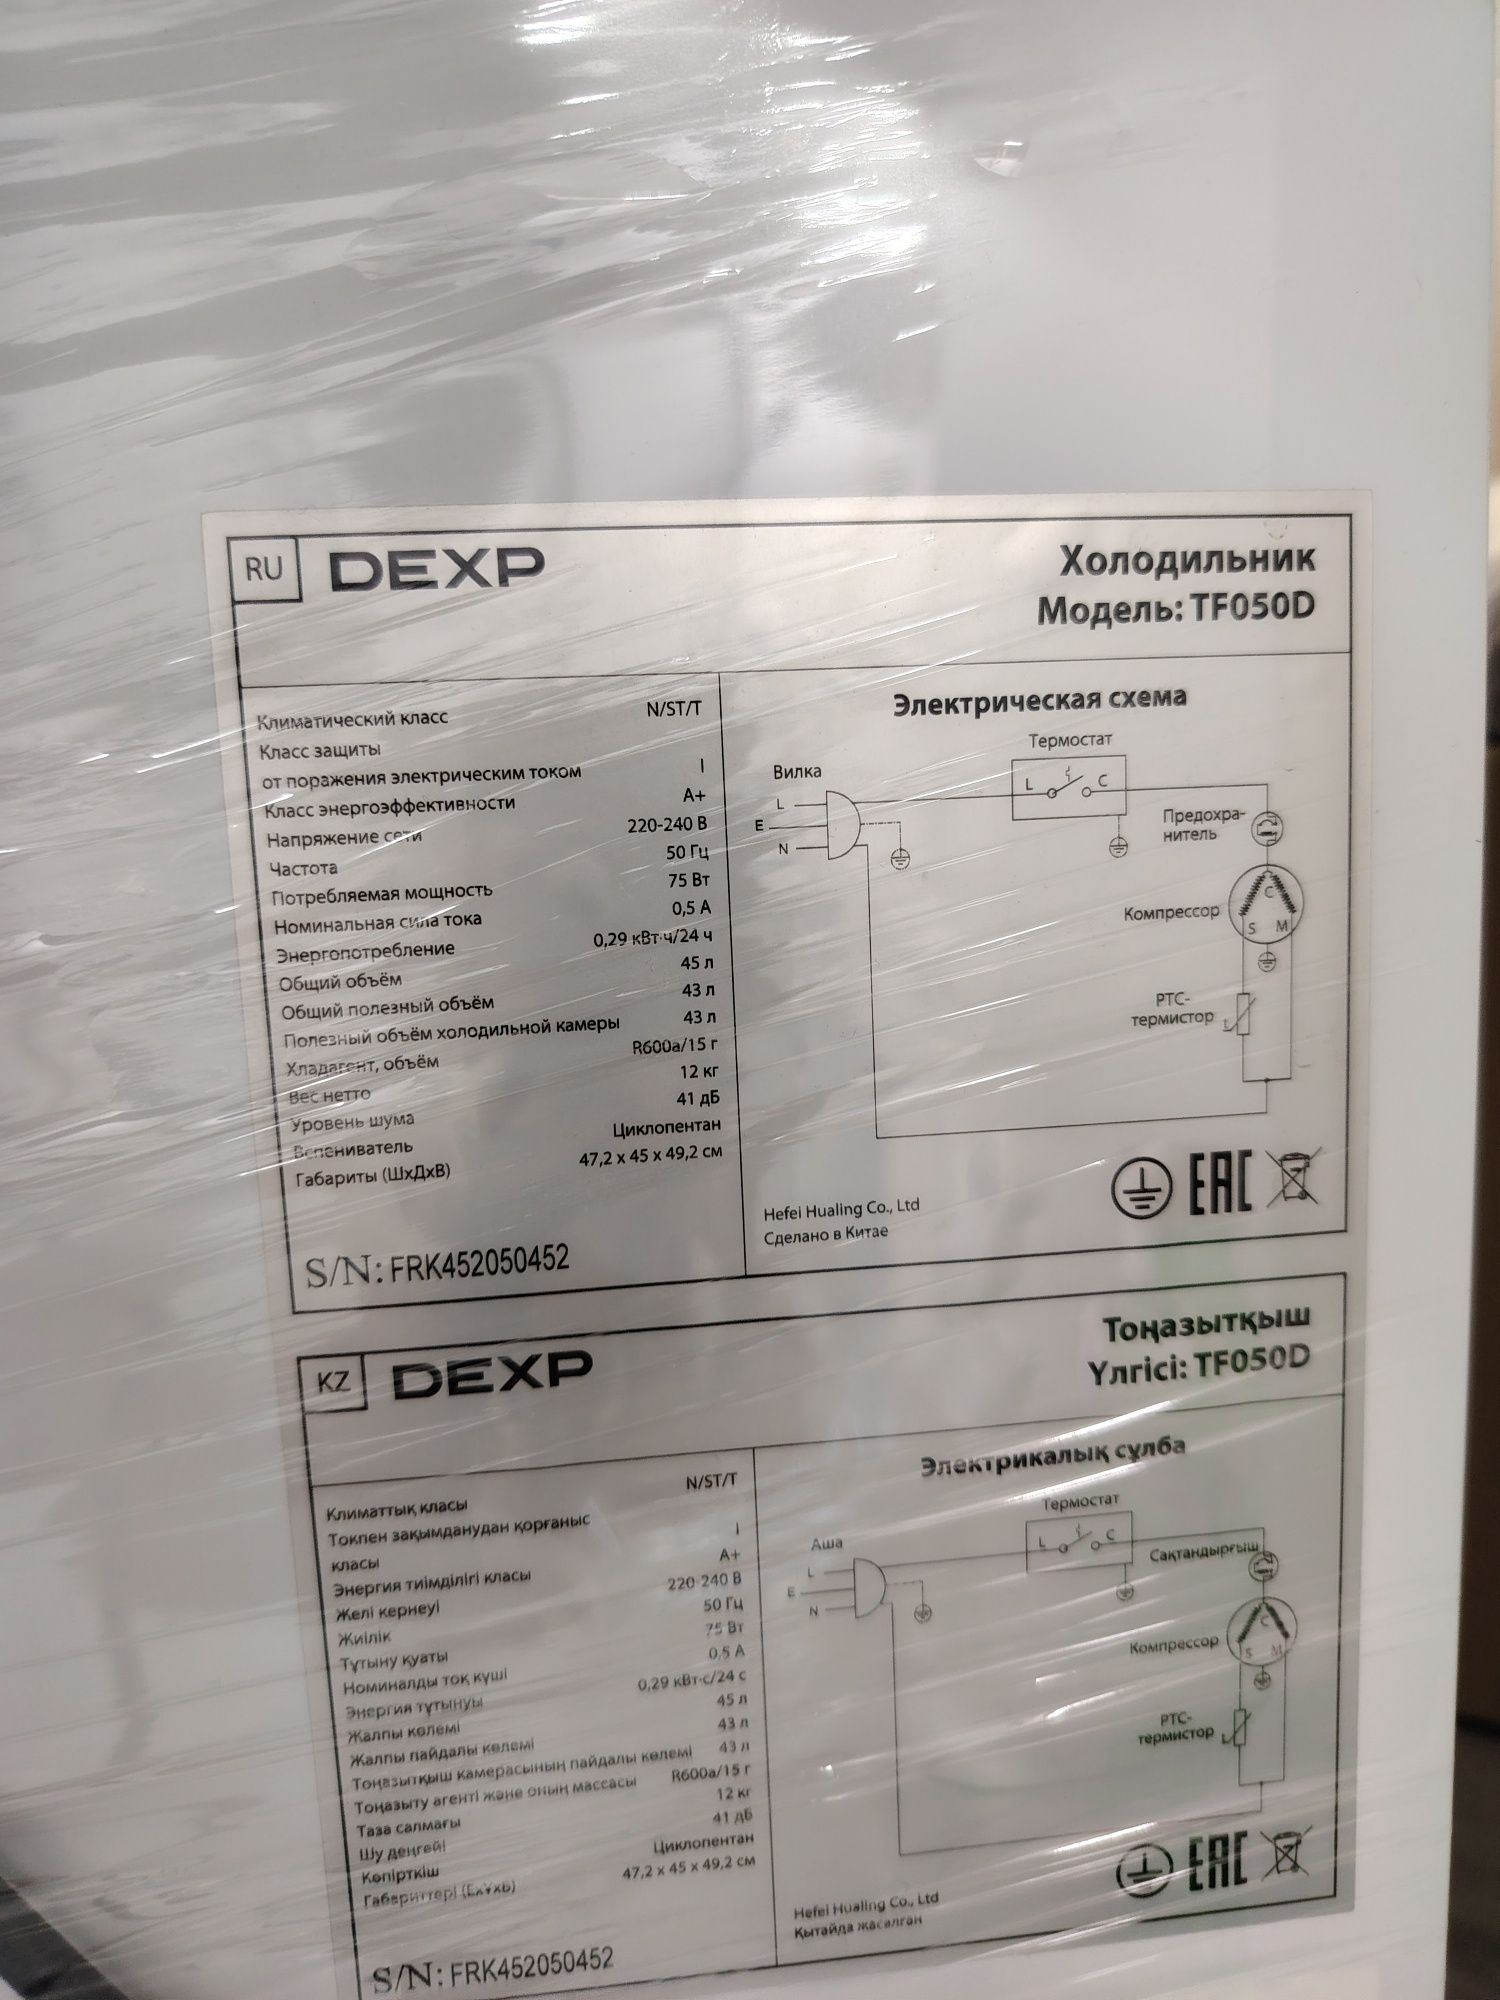 RU DEXP
Холодильник
Модель: TF050D
Климатический класс N/ST/T
Класс защиты
от поражения электрическим током I
Класс энергоэффективности A+
Напряжение сети 220-240 В
Частота 50 Гц
Потребляемая мощность 75 Вт
Номинальная сила тока 0,5 А
Энергопотребление 0,29 кВт·ч/24 ч
Общий объём 45 л
Общий полезный объём 43 л
Полезный объём холодильной камеры 43 л
Хладагент, объём R600a/15 г
Вес нетто 12 кг
Уровень шума 41 дБ
Вспениватель Циклопентан
Габариты (ШхДхВ) 47,2 x 45 x 49,2 см
S/N: FRK452050452
Электрическая схема
Термостат
Вилка
L C
L
E
N
Предохра-
нитель
C
Компрессор
S M
PTC-
термистор
Hefei Hualing Co., Ltd
Сделано в Китае
EAC
KZ DEXP
Тоңазытқыш
Үлгісі: TF050D
Климаттық класы N/ST/T
Токпен зақымданудан қорғаныс
класы I
Энергия тиімділігі класы A+
Желі кернеуі 220-240 В
Жиілік 50 Гц
Тұтыну қуаты 75 Вт
Номиналды тоқ күші 0,5 А
Энергия тұтынуы 0,29 кВт·с/24 с
Жалпы көлемі 45 л
Жалпы пайдалы көлемі 43 л
Тоңазытқыш камерасының пайдалы көлемі 43 л
Тоңазыту агенті және оның массасы R600a/15 г
Таза салмағы 12 кг
Шу деңгейі 41 дБ
Көпірткіш Циклопентан
Габариттері (ЕхҰхБ) 47,2 x 45 x 49,2 см
S/N: FRK452050452
Электрикалық сұлба
Термостат
Аша
L C
L
E
N
Сақтандырғыш
C
Компрессор
S M
PTC-
термистор
Hefei Hualing Co., Ltd
Қытайда жасалған
EAC